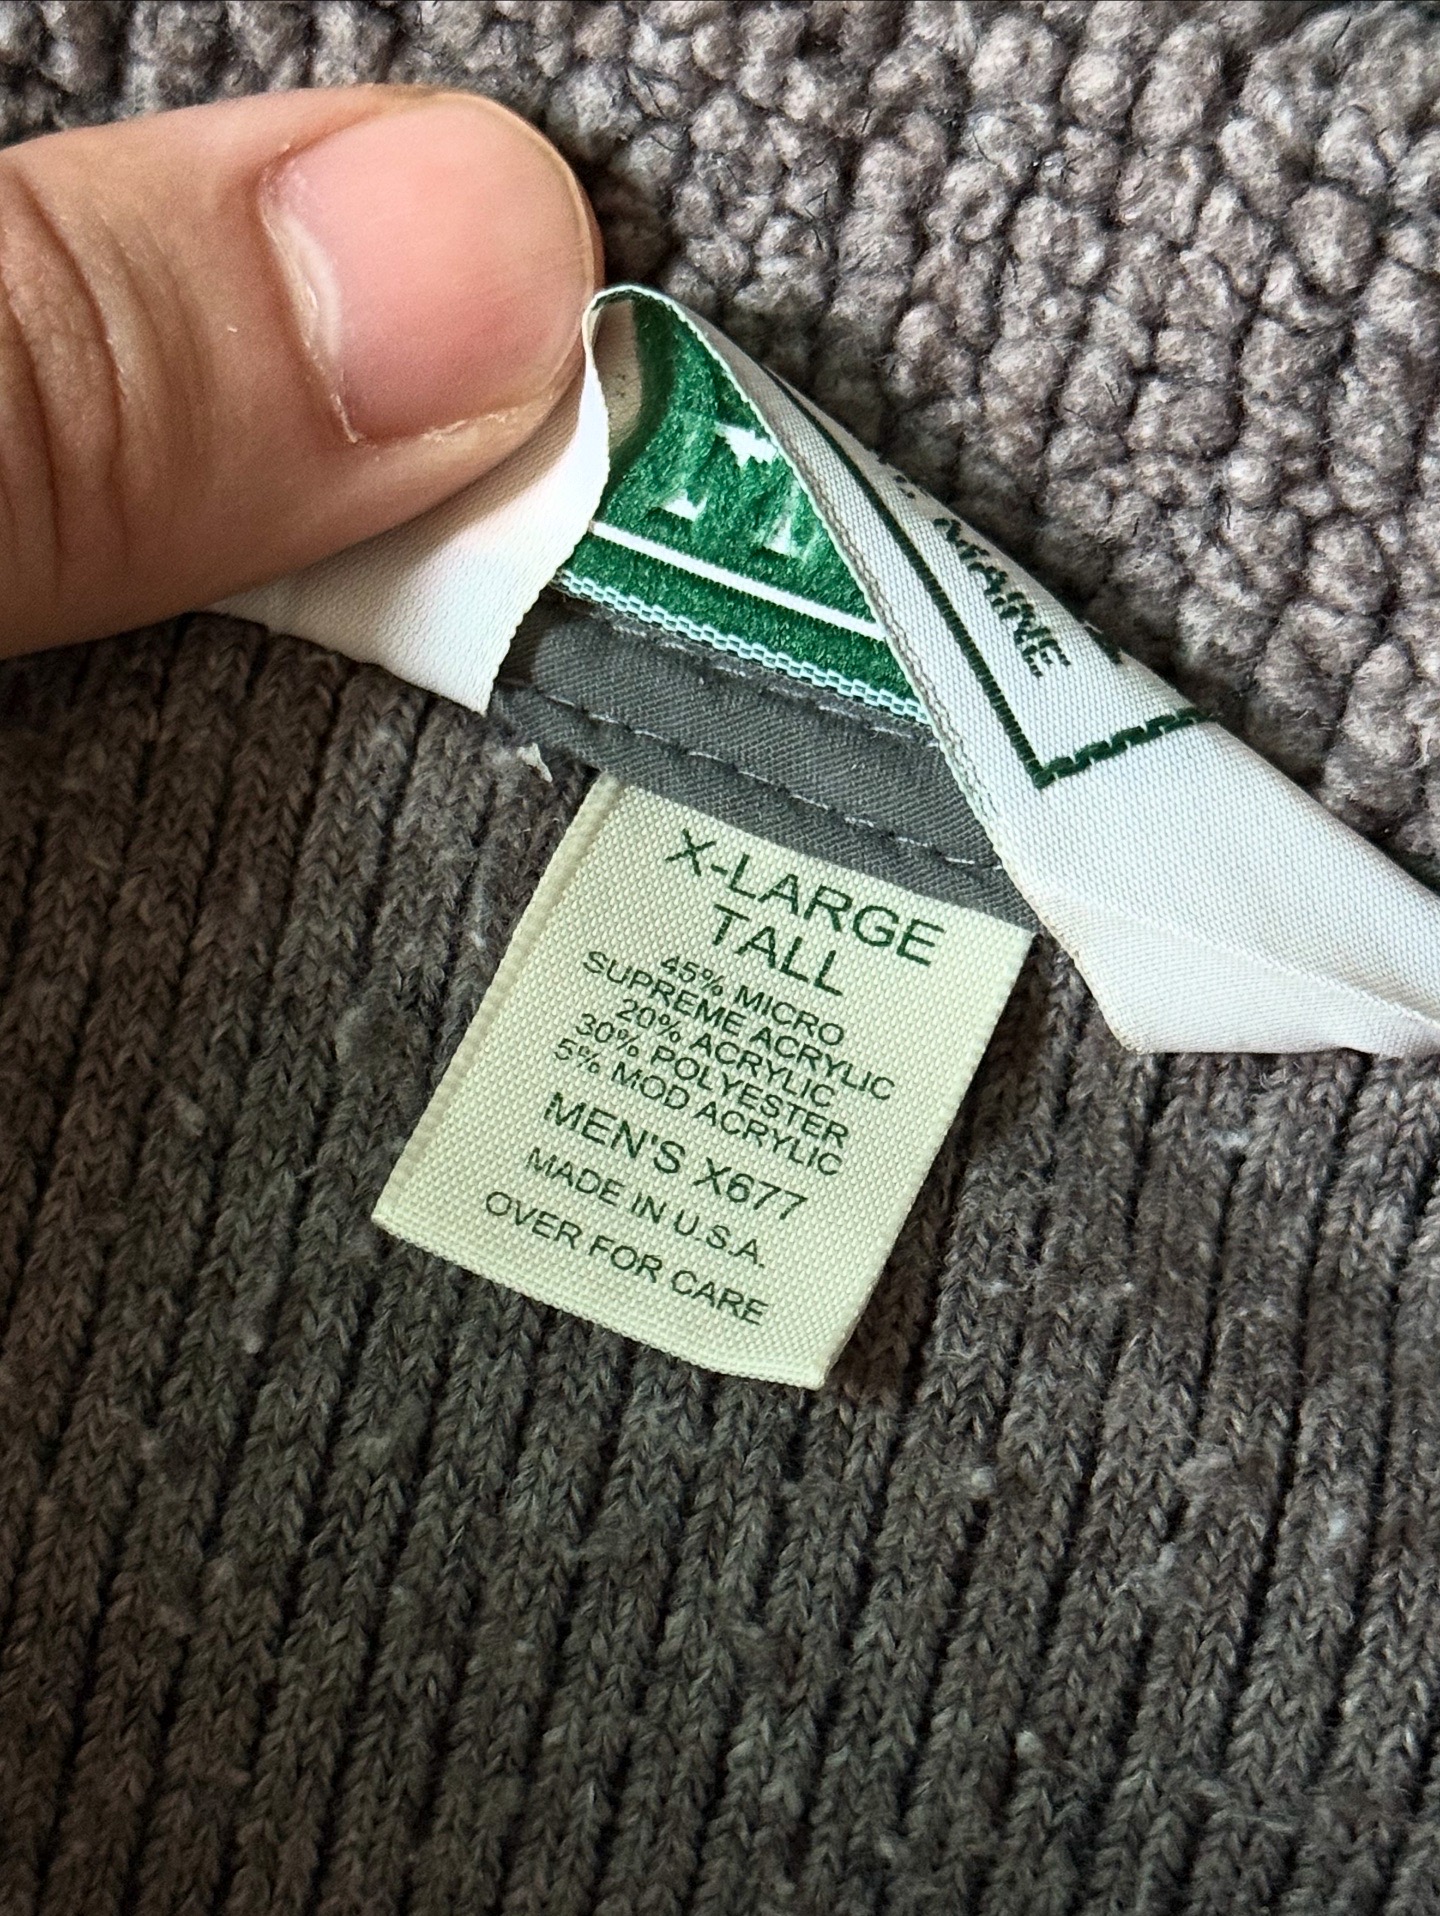 MAINE
X-LARGE
TALL
45% MICRO
SUPREME ACRYLIC
20% ACRYLIC
30% POLYESTER
5% MOD ACRYLIC
MEN'S X677
MADE IN U.S.A.
OVER FOR CARE